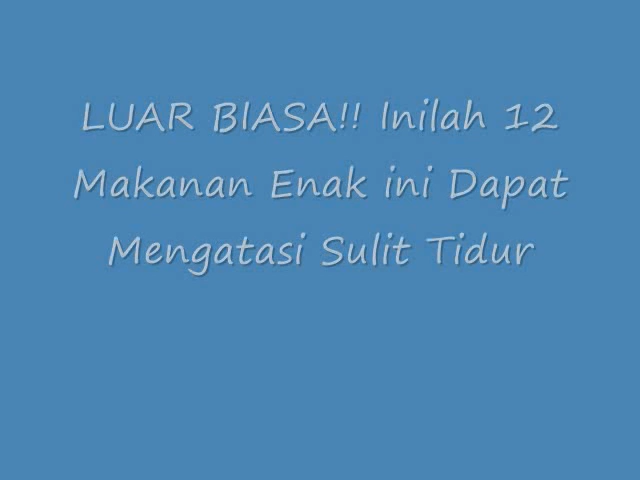 LUAR BIASA!! Inilah 12
Makanan Enak ini Dapat
Mengatasi Sulit Tidur